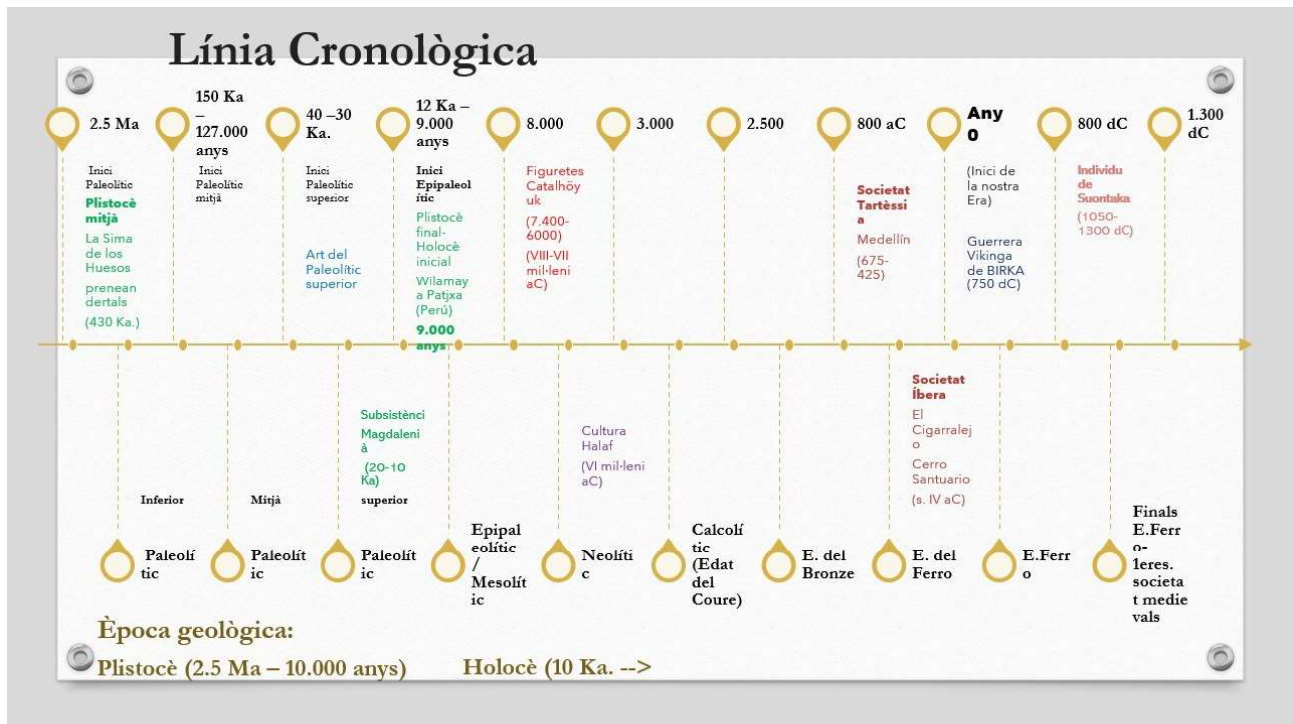 Línia Cronològica
2.5 Ma
150 Ka
–
127.000
anys
40 –30
Ka.
12 Ka –
9.000
anys
8.000
3.000
2.500
800 aC
Any
0
800 dC
1.300
dC
Inici
Paleolític
Plistocè
mitjà
La Sima
de los
Huesos
prenean
dertals
(430 Ka.)
Inici
Paleolític
mitjà
Inici
Paleolític
superior
Art del
Paleolític
superior
Inici
Epipaleol
ític
Plistocè
final-
Holocè
inicial
Wilamay
a Patjxa
(Perú)
9.000
anys
Figuretes
Catalhöy
uk
(7.400-
6000)
(VIII-VII
mil·leni
aC)
Societat
Tartèssi
a
Medellín
(675-
425)
(Inici de
la nostra
Era)
Guerrera
Vikinga
de BIRKA
(750 dC)
Individu
de
Suontaka
(1050-
1300 dC)
Subsistènci
Magdaleni
à
(20-10
Ka)
Cultura
Halaf
(VI mil·leni
aC)
Societat
Íbera
El
Cigarralej
o
Cerro
Santuario
(s. IV aC)
Inferior
Mitjà
superior
Paleolí
tic
Paleolít
ic
Paleolít
ic
Epipal
eolític
/
Mesolít
ic
Neolíti
c
Calcolí
tic
(Edat
del
Coure)
E. del
Bronze
E. del
Ferro
E.Ferr
o
Finals
E.Ferr
o-
1eres.
societa
t medie
vals
Època geològica:
Plistocè (2.5 Ma – 10.000 anys) Holocè (10 Ka. -->